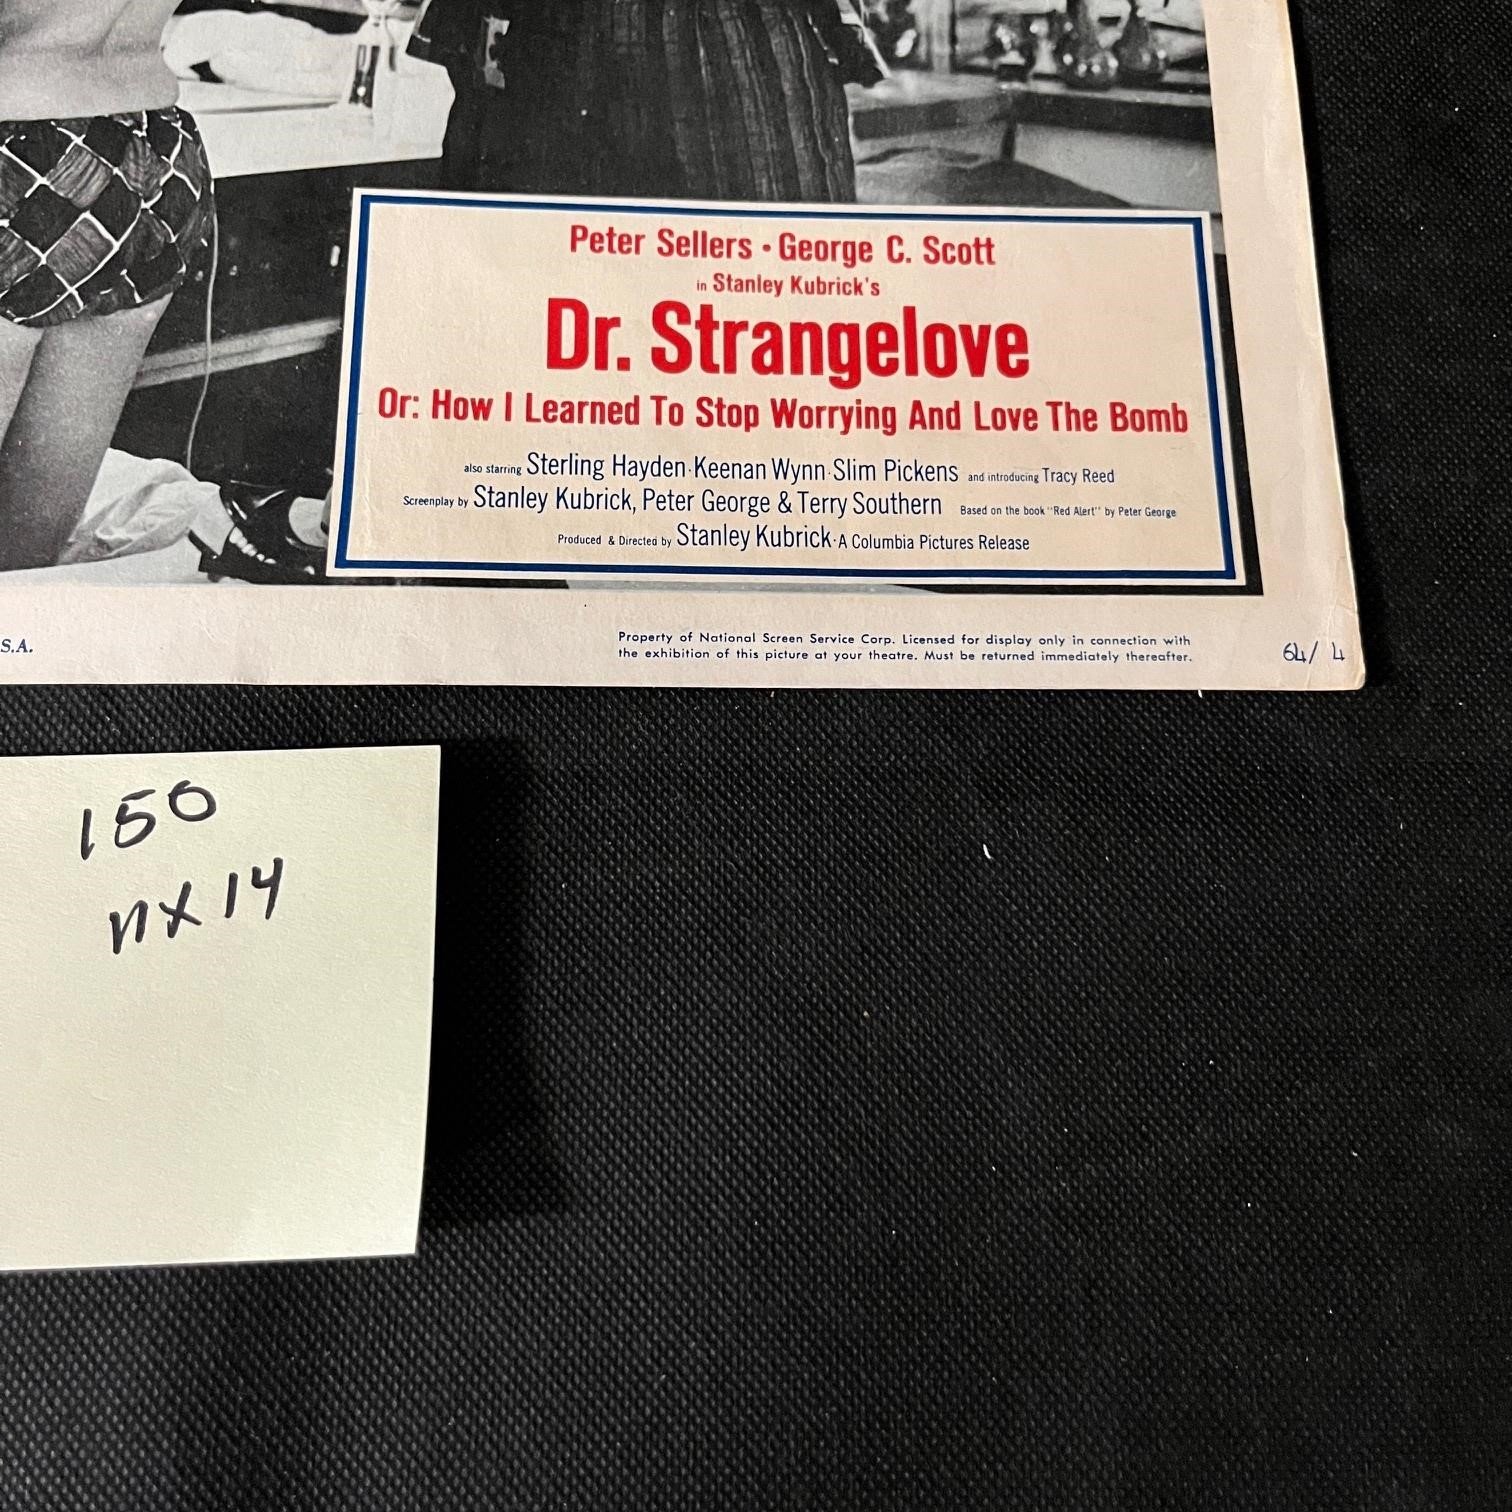 Peter Sellers • George C. Scott
in Stanley Kubrick's
Dr. Strangelove
Or: How I Learned To Stop Worrying And Love The Bomb
also starring Sterling Hayden · Keenan Wynn · Slim Pickens and introducing Tracy Reed
Screenplay by Stanley Kubrick, Peter George & Terry Southern Based on the book "Red Alert" by Peter George
Produced & Directed by Stanley Kubrick · A Columbia Pictures Release
S.A.
Property of National Screen Service Corp. Licensed for display only in connection with
the exhibition of this picture at your theatre. Must be returned immediately thereafter.
64/ 4
150
11x14